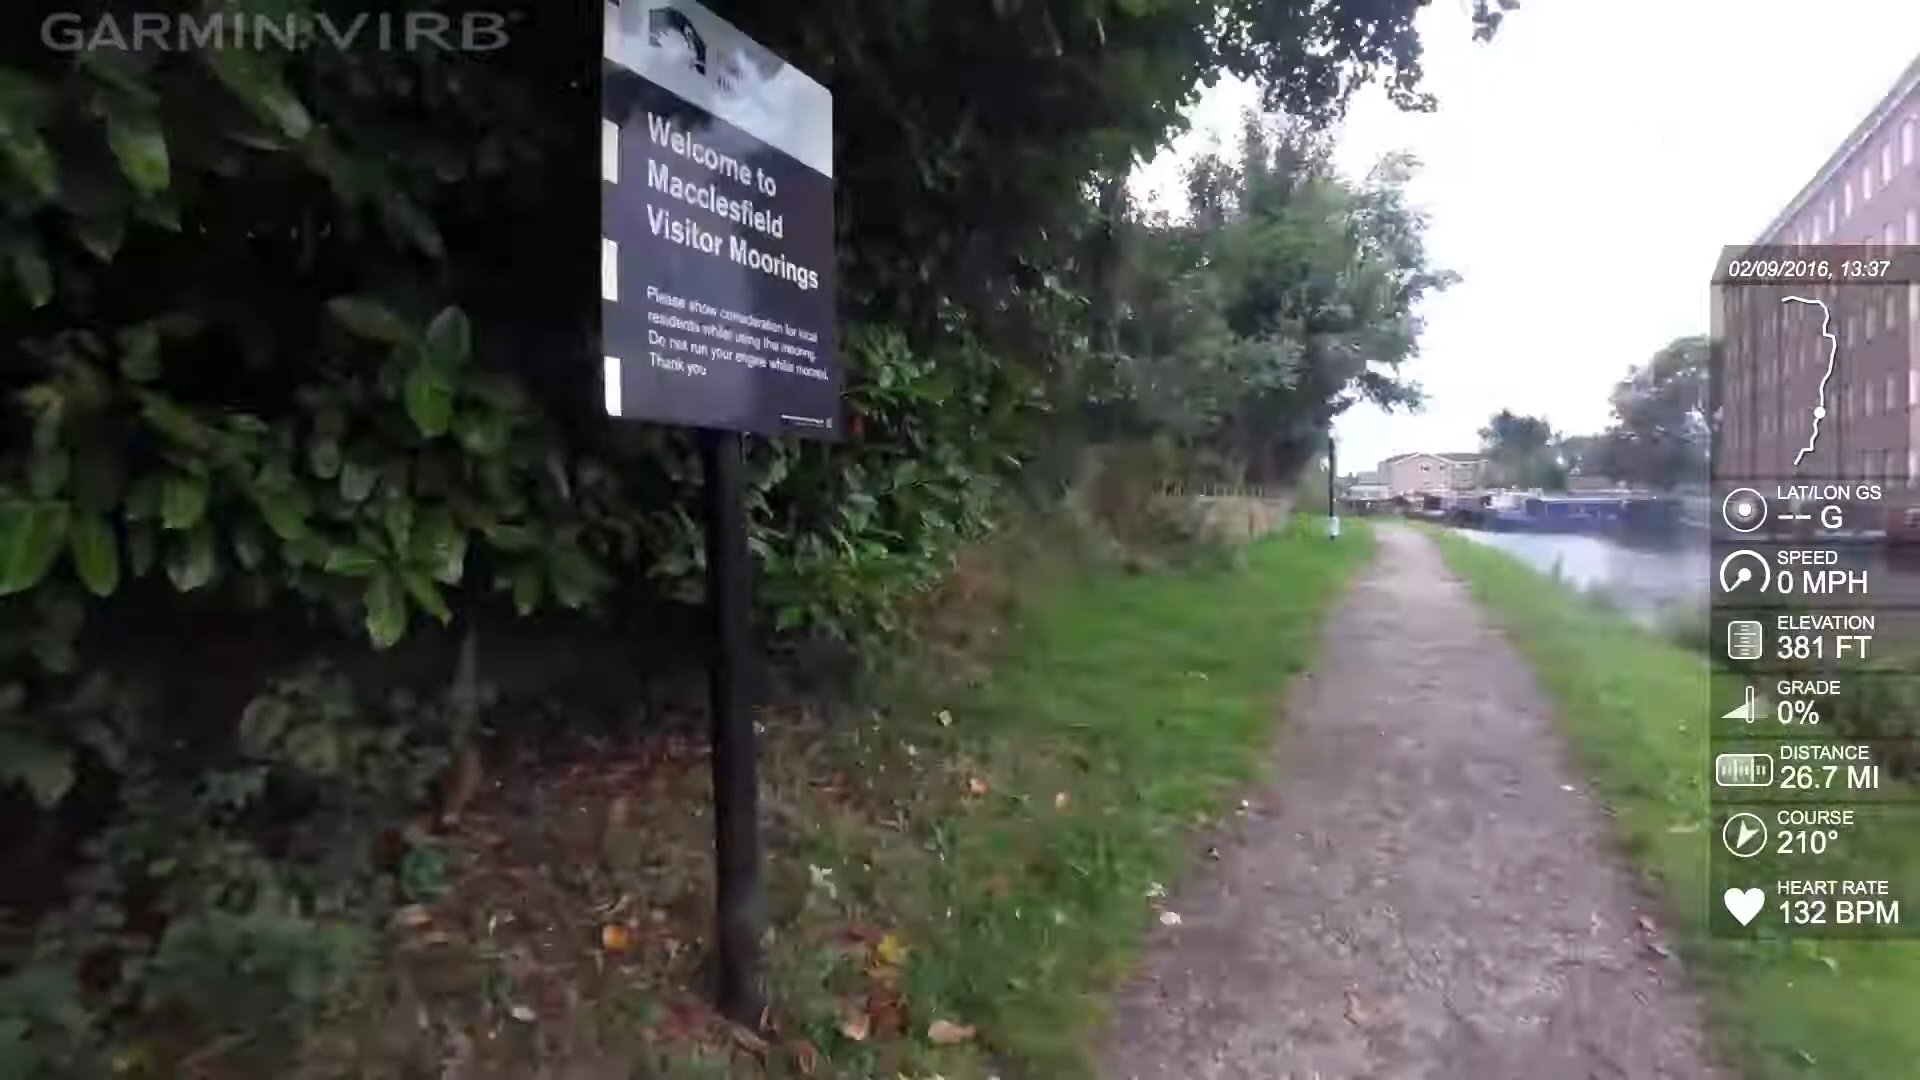 GARMIN VIRB
Welcome to
Macclesfield
Visitor Moorings
Please show consideration for local
residents whilst using this mooring.
Do not run your engine whilst moored.
Thank you
02/09/2016, 13:37
LAT/LON GS
-- G
SPEED
0 MPH
ELEVATION
381 FT
GRADE
0%
DISTANCE
26.7 MI
COURSE
210°
HEART RATE
132 BPM